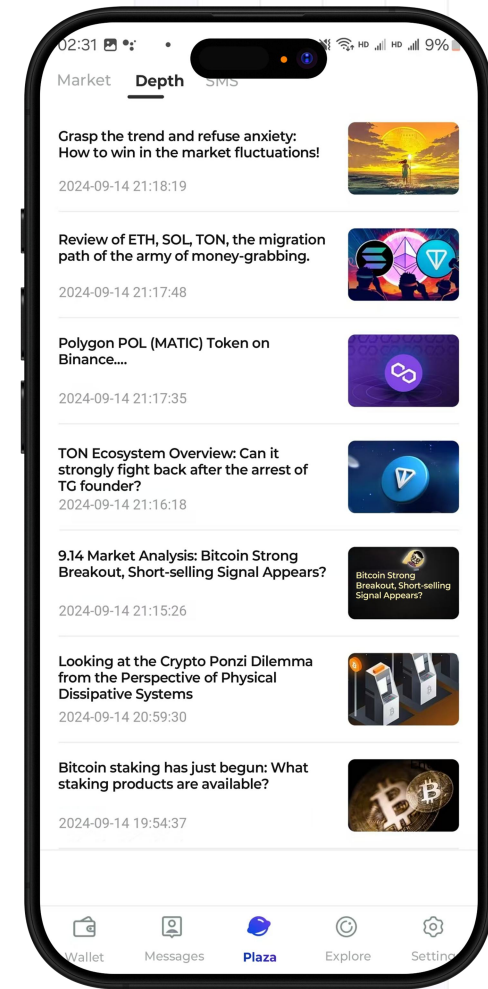 02:31
HD
HD
9%
Market
Depth
SMS
Grasp the trend and refuse anxiety:
How to win in the market fluctuations!
2024-09-14 21:18:19
Review of ETH, SOL, TON, the migration
path of the army of money-grabbing.
2024-09-14 21:17:48
Polygon POL (MATIC) Token on
Binance....
2024-09-14 21:17:35
TON Ecosystem Overview: Can it
strongly fight back after the arrest of
TG founder?
2024-09-14 21:16:18
9.14 Market Analysis: Bitcoin Strong
Breakout, Short-selling Signal Appears?
2024-09-14 21:15:26
Bitcoin Strong
Breakout, Short-selling
Signal Appears?
Looking at the Crypto Ponzi Dilemma
from the Perspective of Physical
Dissipative Systems
2024-09-14 20:59:30
Bitcoin staking has just begun: What
staking products are available?
2024-09-14 19:54:37
Wallet
Messages
Plaza
Explore
Setting